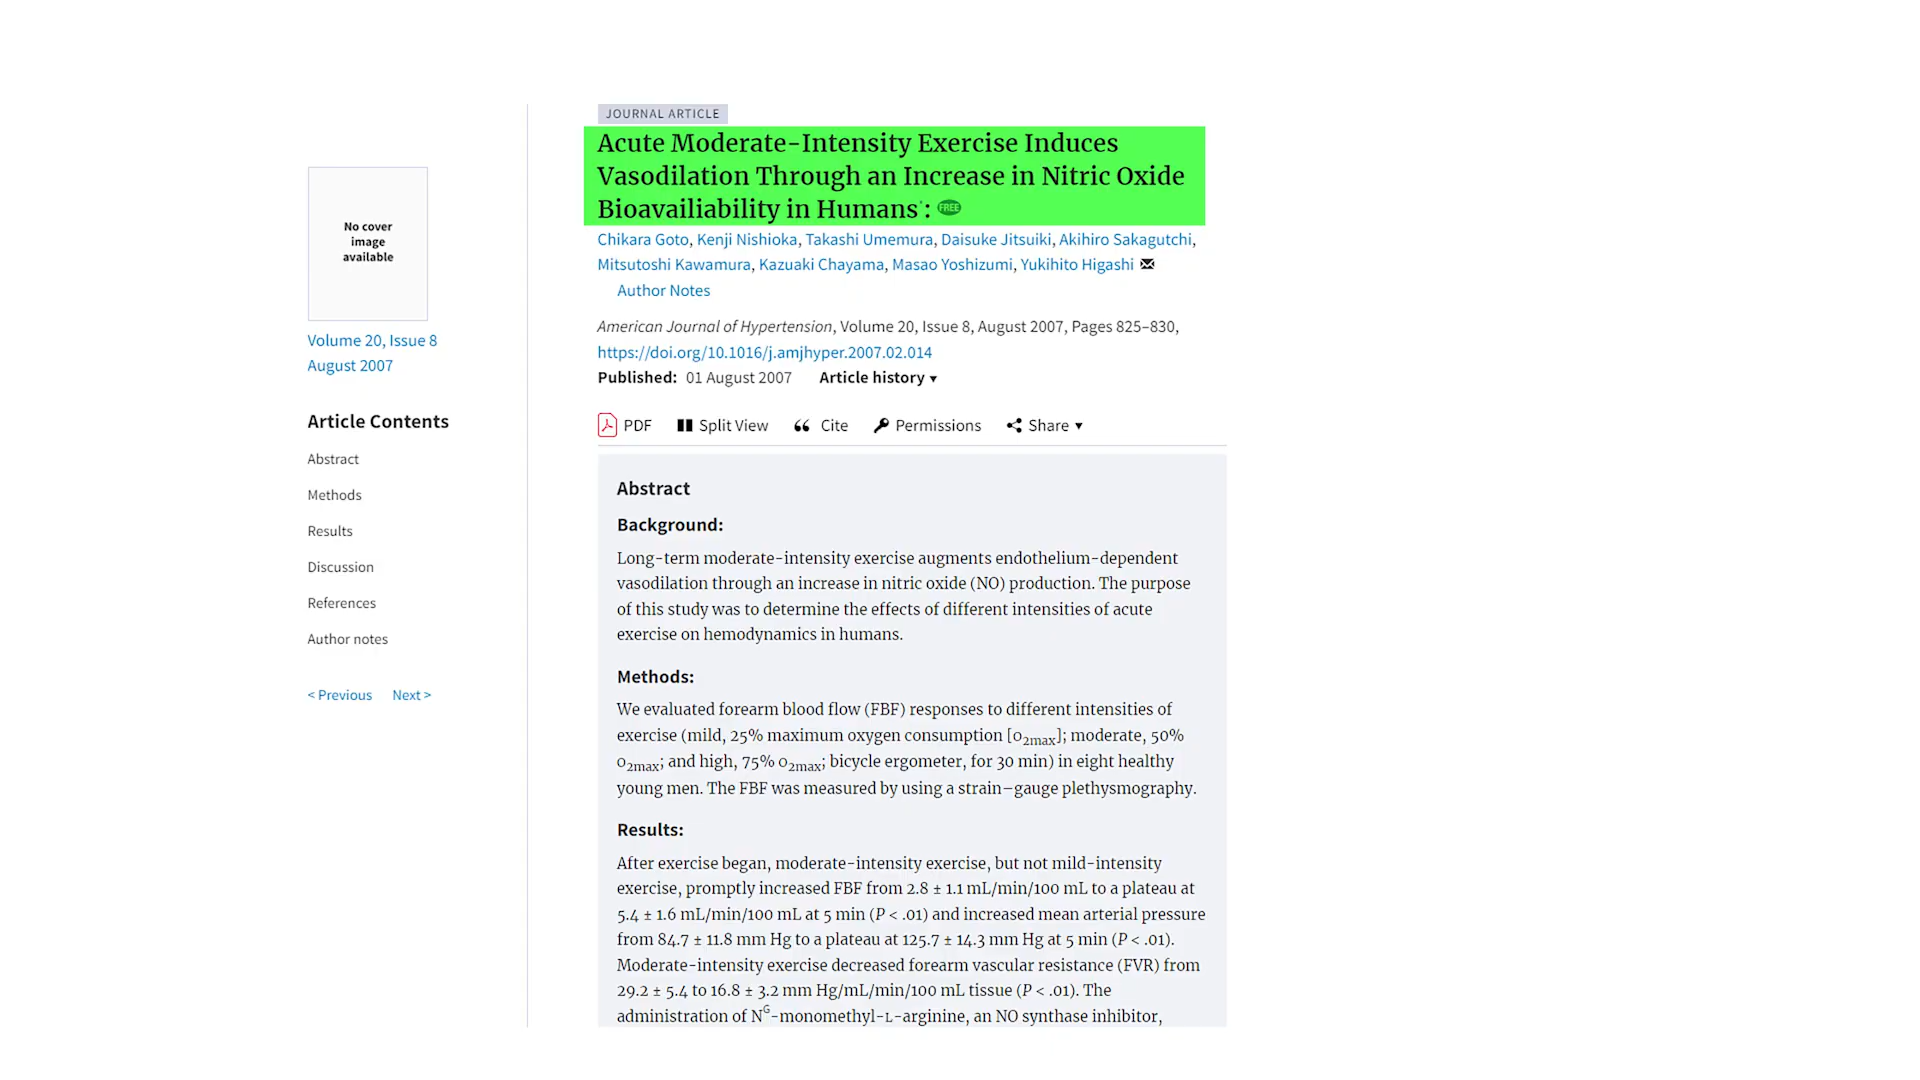 No cover
image
available
Volume 20, Issue 8
August 2007
Article Contents
Abstract
Methods
Results
Discussion
References
Author notes
< Previous Next >
JOURNAL ARTICLE
Acute Moderate-Intensity Exercise Induces
Vasodilation Through an Increase in Nitric Oxide
Bioavailiability in Humans*: FREE
Chikara Goto, Kenji Nishioka, Takashi Umemura, Daisuke Jitsuiki, Akihiro Sakagutchi,
Mitsutoshi Kawamura, Kazuaki Chayama, Masao Yoshizumi, Yukihito Higashi
Author Notes
American Journal of Hypertension, Volume 20, Issue 8, August 2007, Pages 825–830,
https://doi.org/10.1016/j.amjhyper.2007.02.014
Published: 01 August 2007 Article history
PDF Split View Cite Permissions Share
Abstract
Background:
Long-term moderate-intensity exercise augments endothelium-dependent
vasodilation through an increase in nitric oxide (NO) production. The purpose
of this study was to determine the effects of different intensities of acute
exercise on hemodynamics in humans.
Methods:
We evaluated forearm blood flow (FBF) responses to different intensities of
exercise (mild, 25% maximum oxygen consumption [o2max]; moderate, 50%
o2max; and high, 75% o2max; bicycle ergometer, for 30 min) in eight healthy
young men. The FBF was measured by using a strain–gauge plethysmography.
Results:
After exercise began, moderate-intensity exercise, but not mild-intensity
exercise, promptly increased FBF from 2.8 ± 1.1 mL/min/100 mL to a plateau at
5.4 ± 1.6 mL/min/100 mL at 5 min (P < .01) and increased mean arterial pressure
from 84.7 ± 11.8 mm Hg to a plateau at 125.7 ± 14.3 mm Hg at 5 min (P < .01).
Moderate-intensity exercise decreased forearm vascular resistance (FVR) from
29.2 ± 5.4 to 16.8 ± 3.2 mm Hg/mL/min/100 mL tissue (P < .01). The
administration of NG-monomethyl-L-arginine, an NO synthase inhibitor,